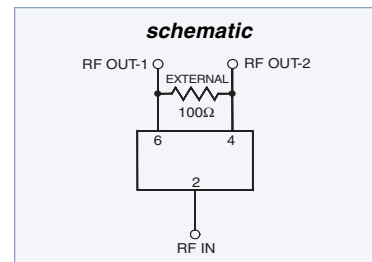 schematic
RF OUT-1 RF OUT-2
EXTERNAL
100Ω
6 4
2
RF IN